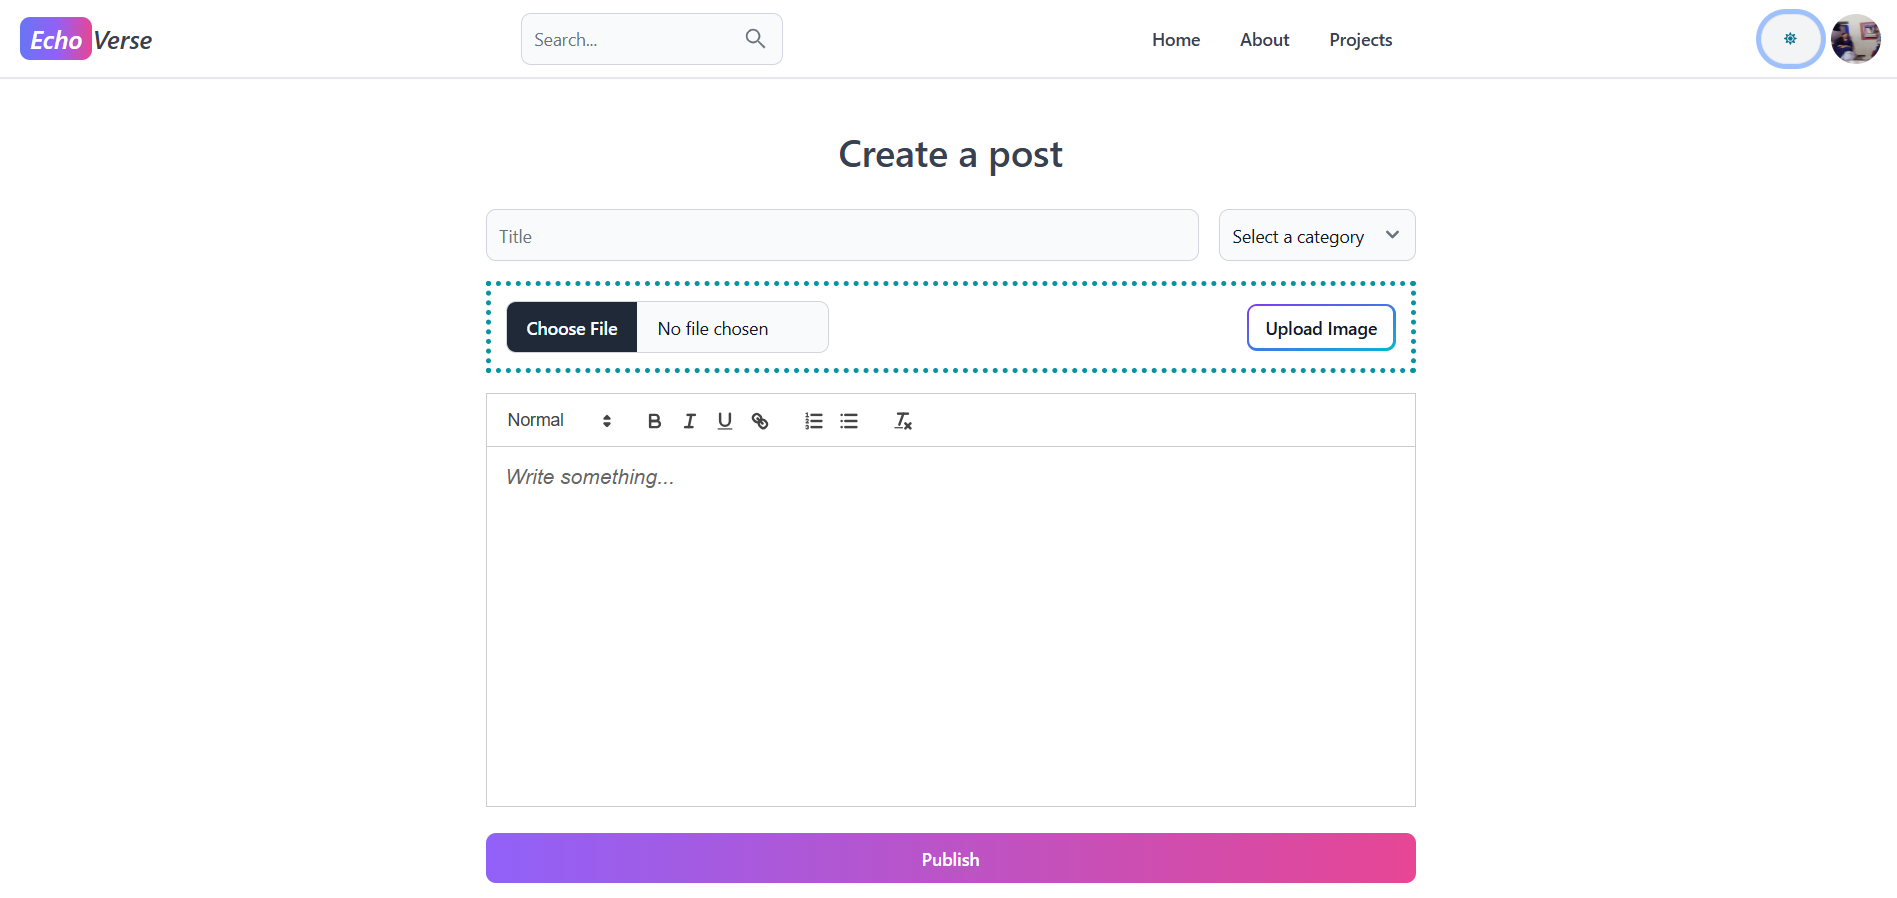 Echo Verse
Search...
Home
About
Projects
Create a post
Title
Select a category
Choose File
No file chosen
Upload Image
Normal
Write something...
Publish